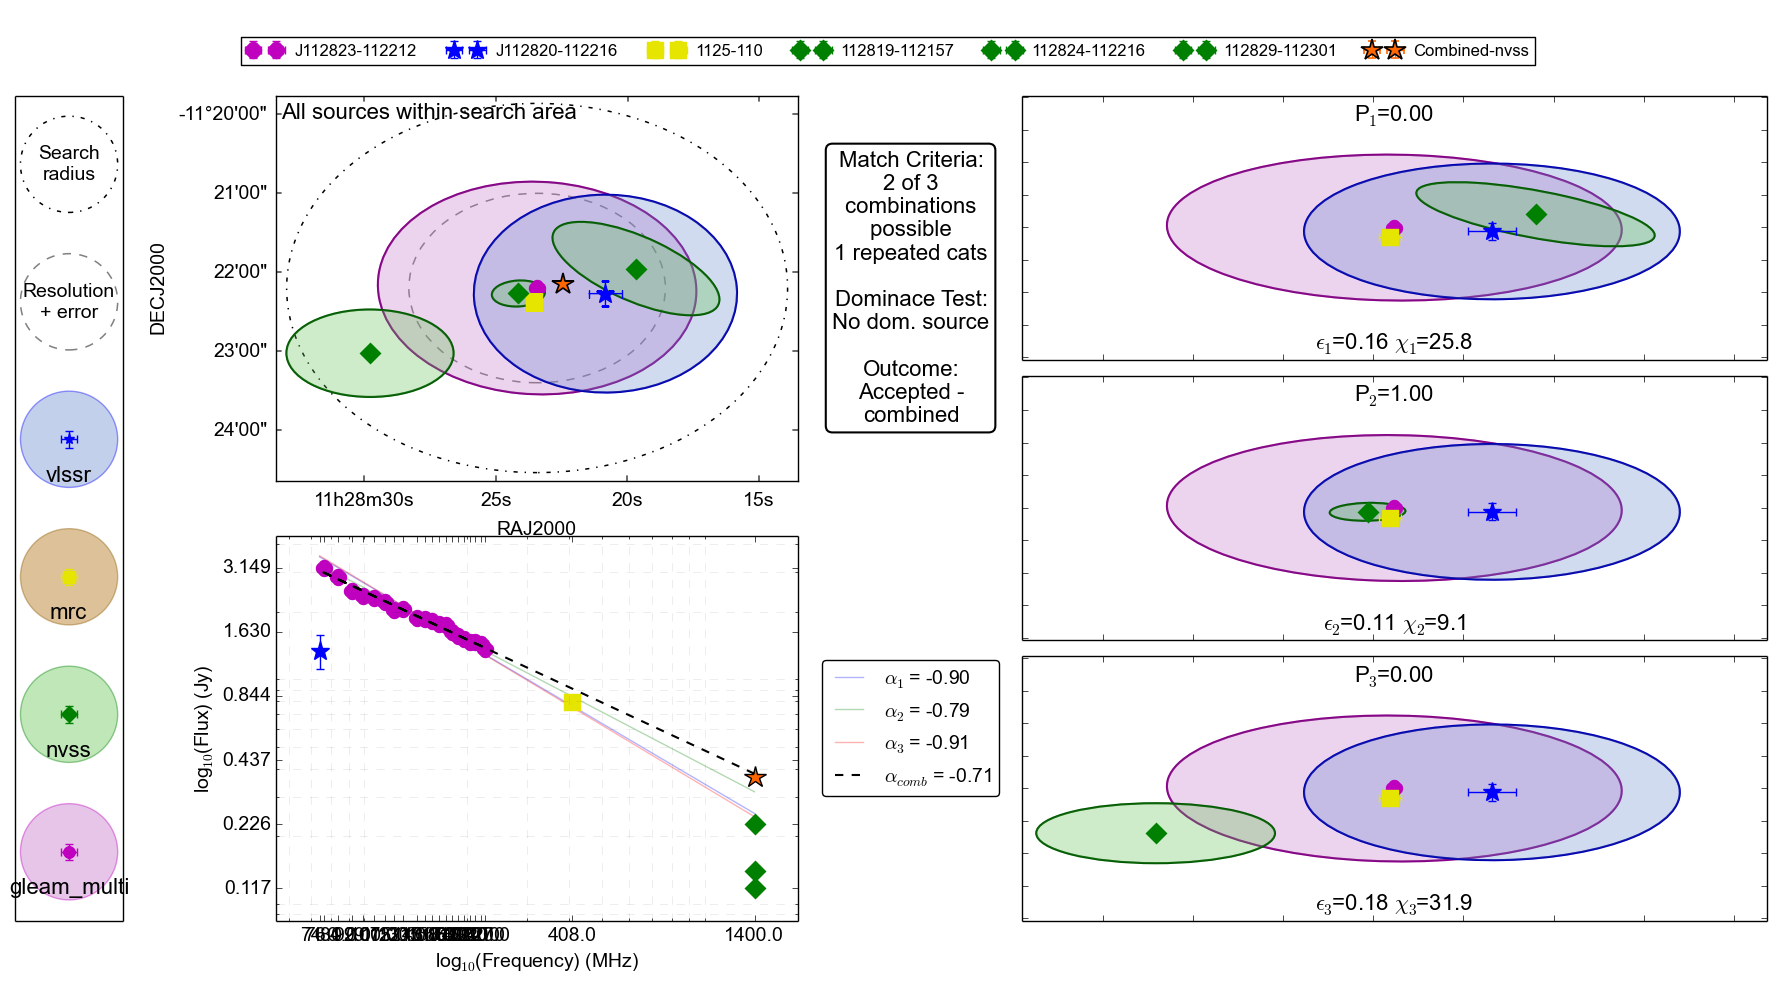 J112823-112212 J112820-112216 1125-110 112819-112157 112824-112216 112829-112301 Combined-nvss
Search
radius
Resolution
+ error
vlssr
mrc
nvss
gleam_multi
All sources within search area
-11°20'00"
21'00"
22'00"
23'00"
24'00"
DECJ2000
11h28m30s 25s 20s 15s
RAJ2000
Match Criteria:
2 of 3
combinations
possible
1 repeated cats
Dominace Test:
No dom. source
Outcome:
Accepted -
combined
3.149
1.630
0.844
0.437
0.226
0.117
log10(Flux) (Jy)
408.0 1400.0
log10(Frequency) (MHz)
α1 = -0.90
α2 = -0.79
α3 = -0.91
αcomb = -0.71
P1=0.00
ϵ1=0.16 χ1=25.8
P2=1.00
ϵ2=0.11 χ2=9.1
P3=0.00
ϵ3=0.18 χ3=31.9